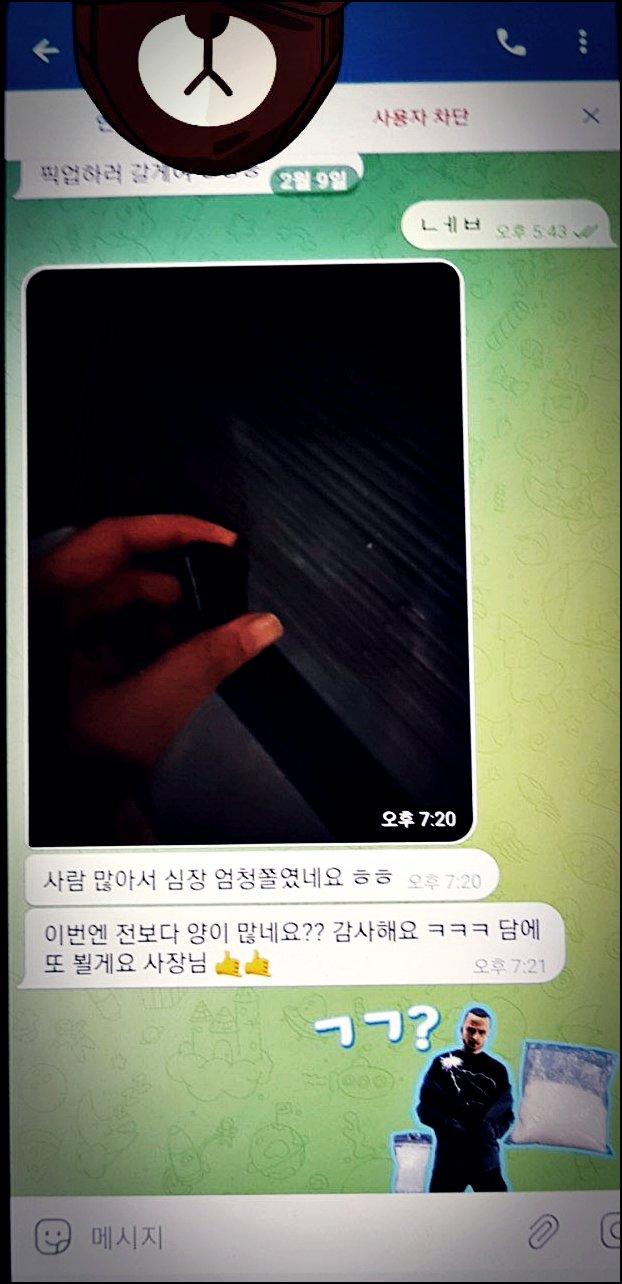 사용자 차단
픽업하러 갈게여
2월 9일
ㄴㅔㅂ 오후 5:43
오후 7:20
사람 많아서 심장 엄청쫄렸네요 ㅎㅎ 오후 7:20
이번엔 전보다 양이 많네요?? 감사해요 ㅋㅋㅋ 담에
또 뵐게요 사장님 🤙🤙 오후 7:21
ㄱㄱ?
메시지